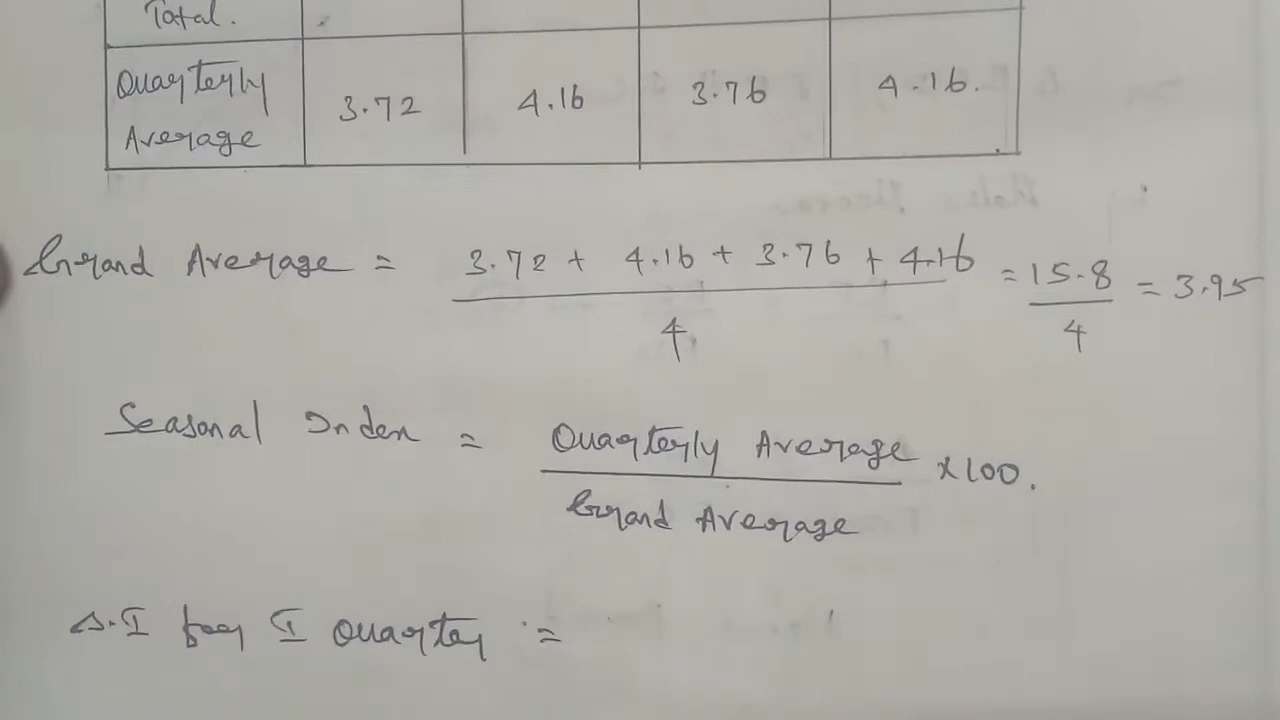 Total.
Quarterly Average 3.72 4.16 3.76 4.16.
Grand Average = 3.72 + 4.16 + 3.76 + 4.16 / 4 = 15.8 / 4 = 3.95
Seasonal Index = Quarterly Average / Grand Average × 100.
S.I for I Quarter =